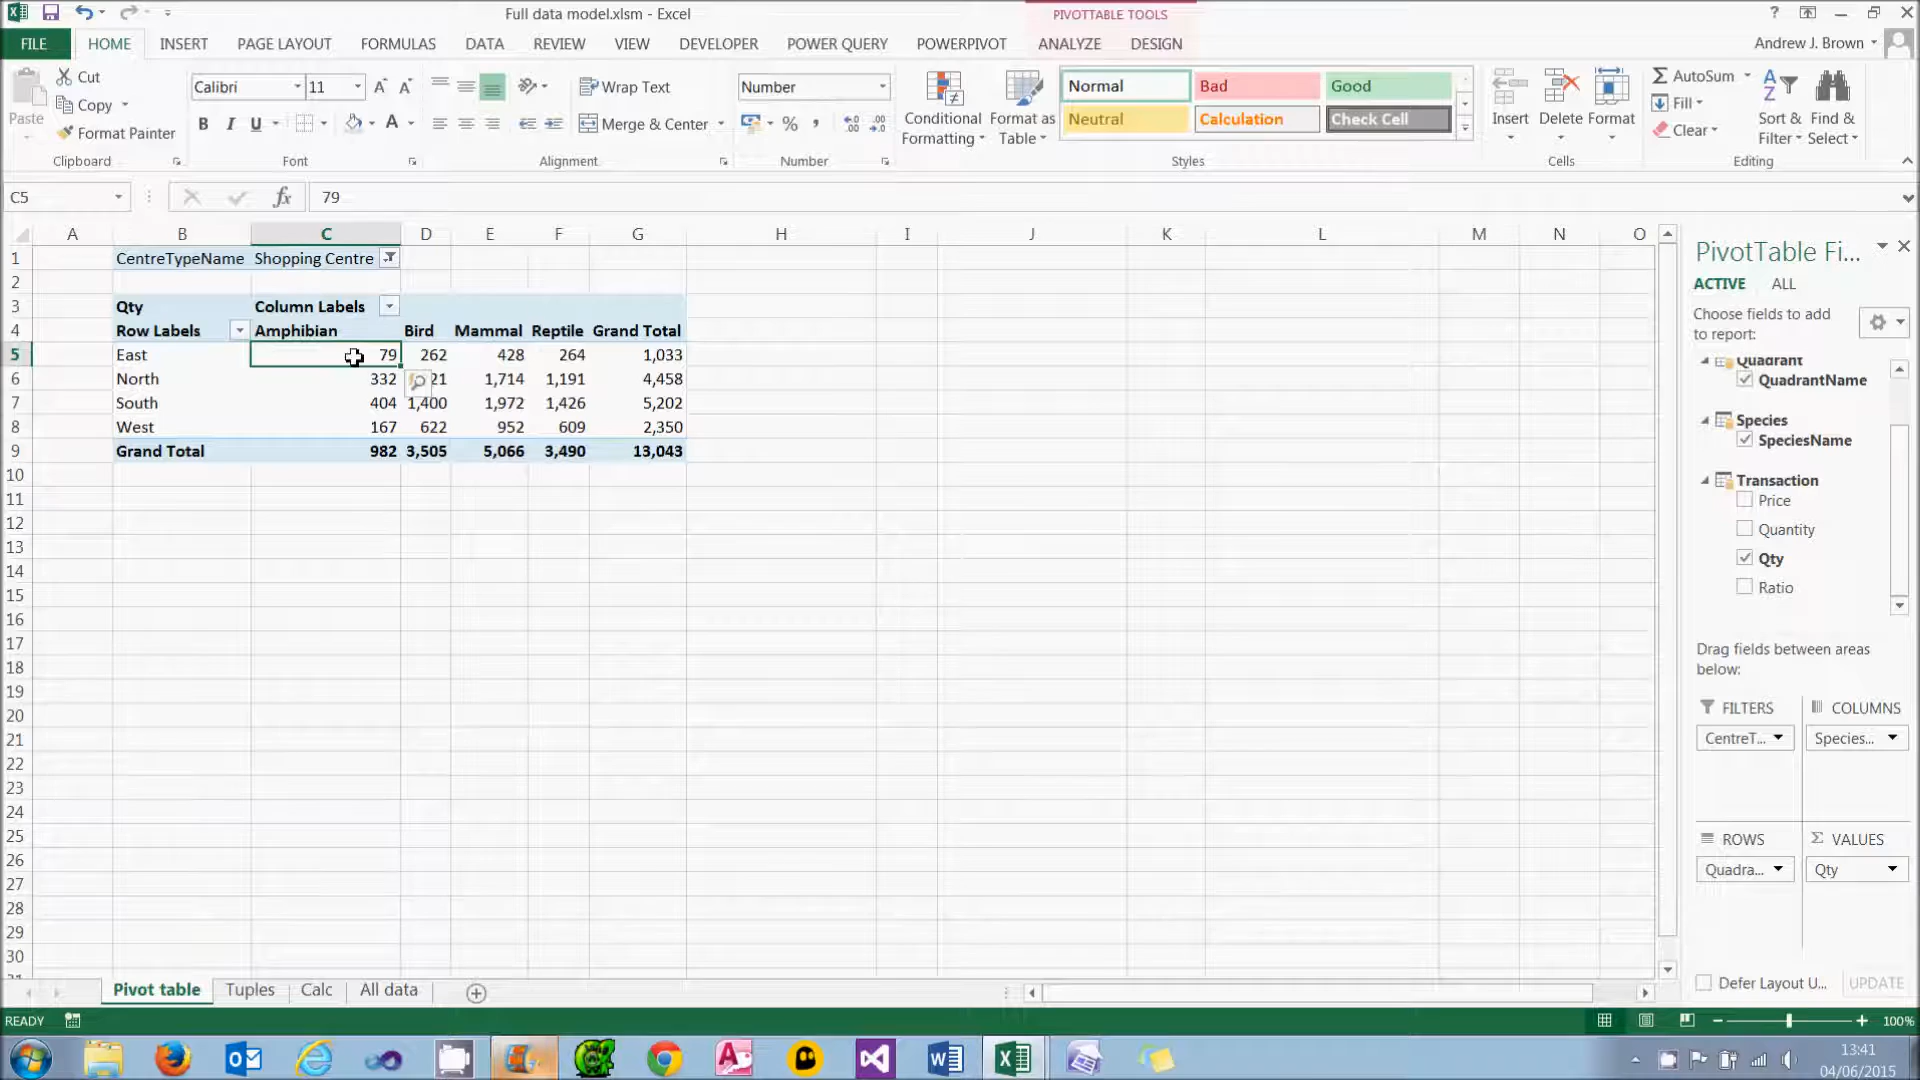 Full data model.xlsm - Excel
PIVOTTABLE TOOLS
FILE HOME INSERT PAGE LAYOUT FORMULAS DATA REVIEW VIEW DEVELOPER POWER QUERY POWERPIVOT ANALYZE DESIGN
Andrew J. Brown
Paste
Cut
Copy
Format Painter
Clipboard
Calibri 11
B I U
Font
Wrap Text
Merge & Center
Alignment
Number
%
Number
Conditional Formatting
Format as Table
Normal Bad Good
Neutral Calculation Check Cell
Styles
Insert Delete Format
Cells
AutoSum
Fill
Clear
Sort & Filter
Find & Select
Editing
C5 fx 79
A B C D E F G H I J K L M N O
1 CentreTypeName Shopping Centre
2
3 Qty Column Labels
4 Row Labels Amphibian Bird Mammal Reptile Grand Total
5 East 79 262 428 264 1,033
6 North 332 21 1,714 1,191 4,458
7 South 404 1,400 1,972 1,426 5,202
8 West 167 622 952 609 2,350
9 Grand Total 982 3,505 5,066 3,490 13,043
10
11
12
13
14
15
16
17
18
19
20
21
22
23
24
25
26
27
28
29
30
PivotTable Fi...
ACTIVE ALL
Choose fields to add
to report:
Quadrant
QuadrantName
Species
SpeciesName
Transaction
Price
Quantity
Qty
Ratio
Drag fields between areas
below:
FILTERS COLUMNS
CentreT... Species...
ROWS VALUES
Quadra... Qty
Defer Layout U... UPDATE
Pivot table Tuples Calc All data
READY
100%
13:41
04/06/2015